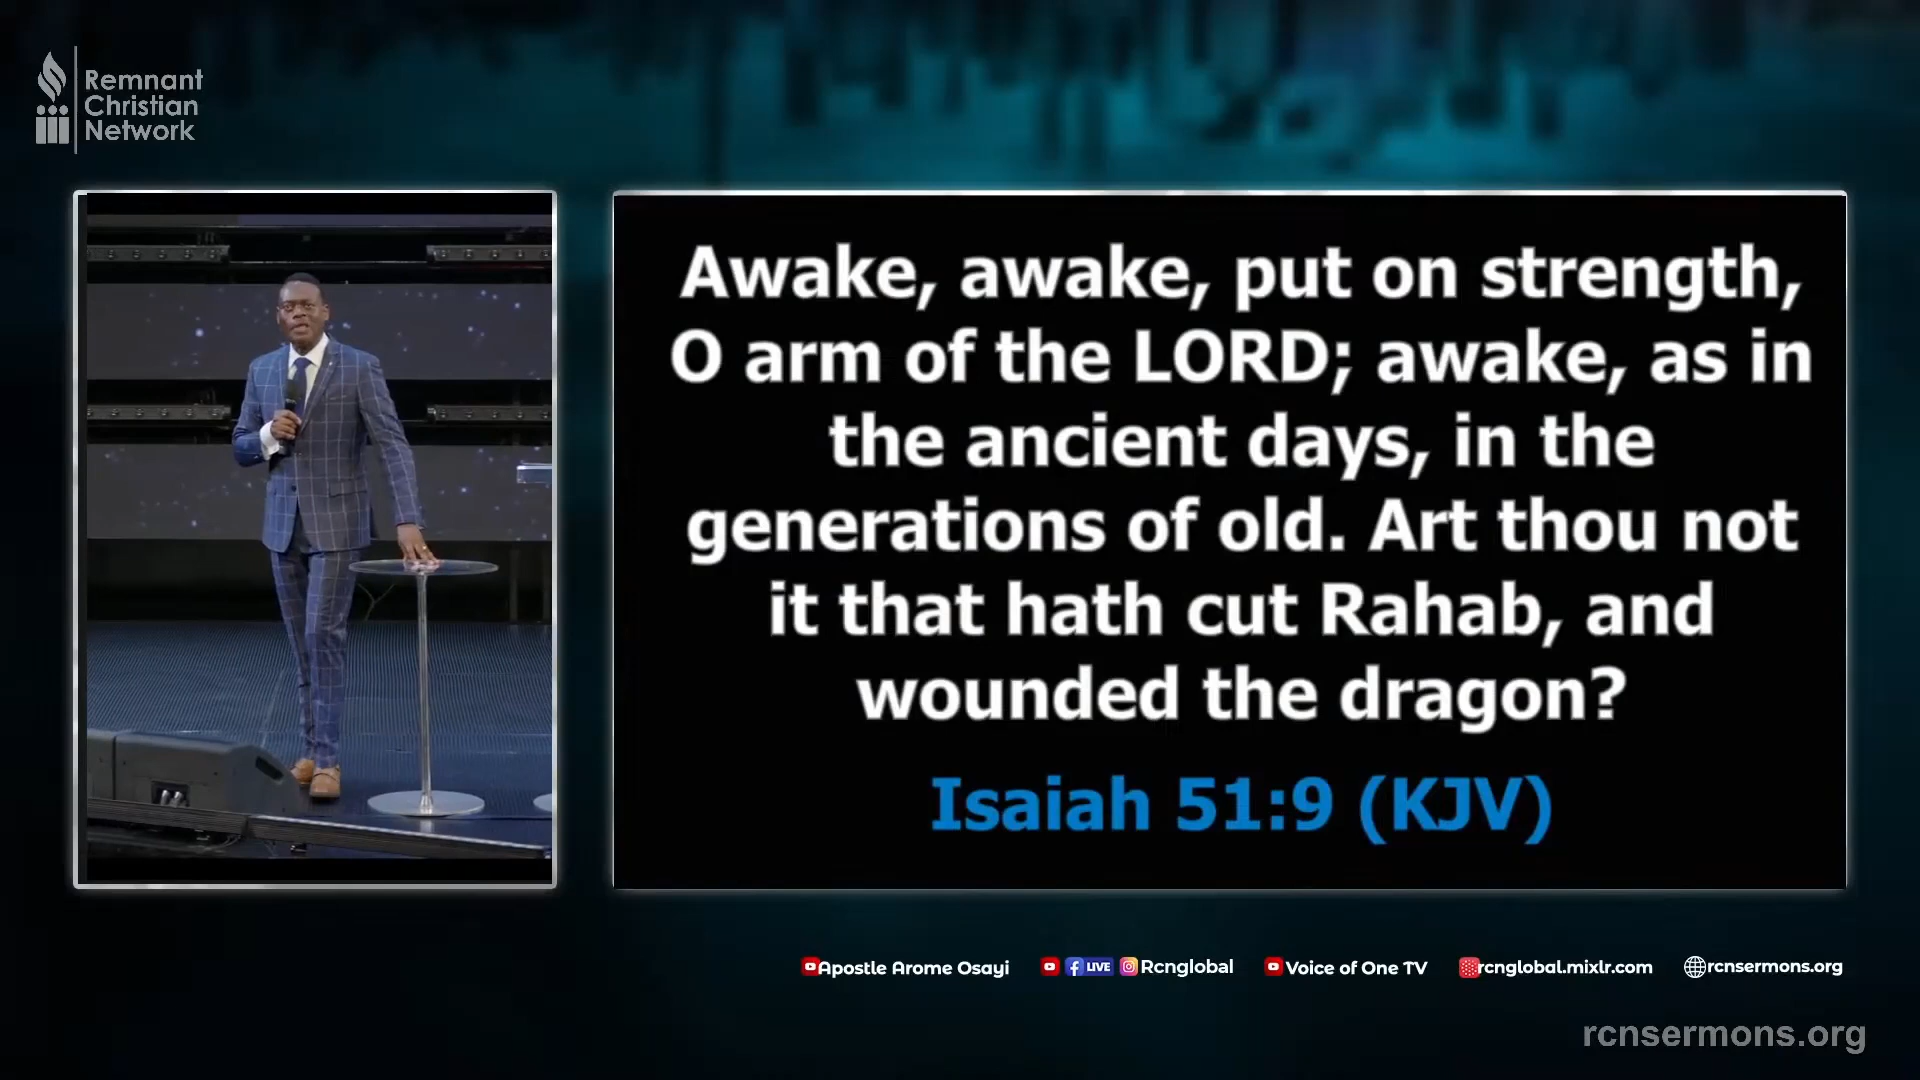 Remnant
Christian
Network
Awake, awake, put on strength,
O arm of the LORD; awake, as in
the ancient days, in the
generations of old. Art thou not
it that hath cut Rahab, and
wounded the dragon?
Isaiah 51:9 (KJV)
Apostle Arome Osayi
LIVE
Rcnglobal
Voice of One TV
rcnglobal.mixlr.com
rcnsermons.org
rcnsermons.org